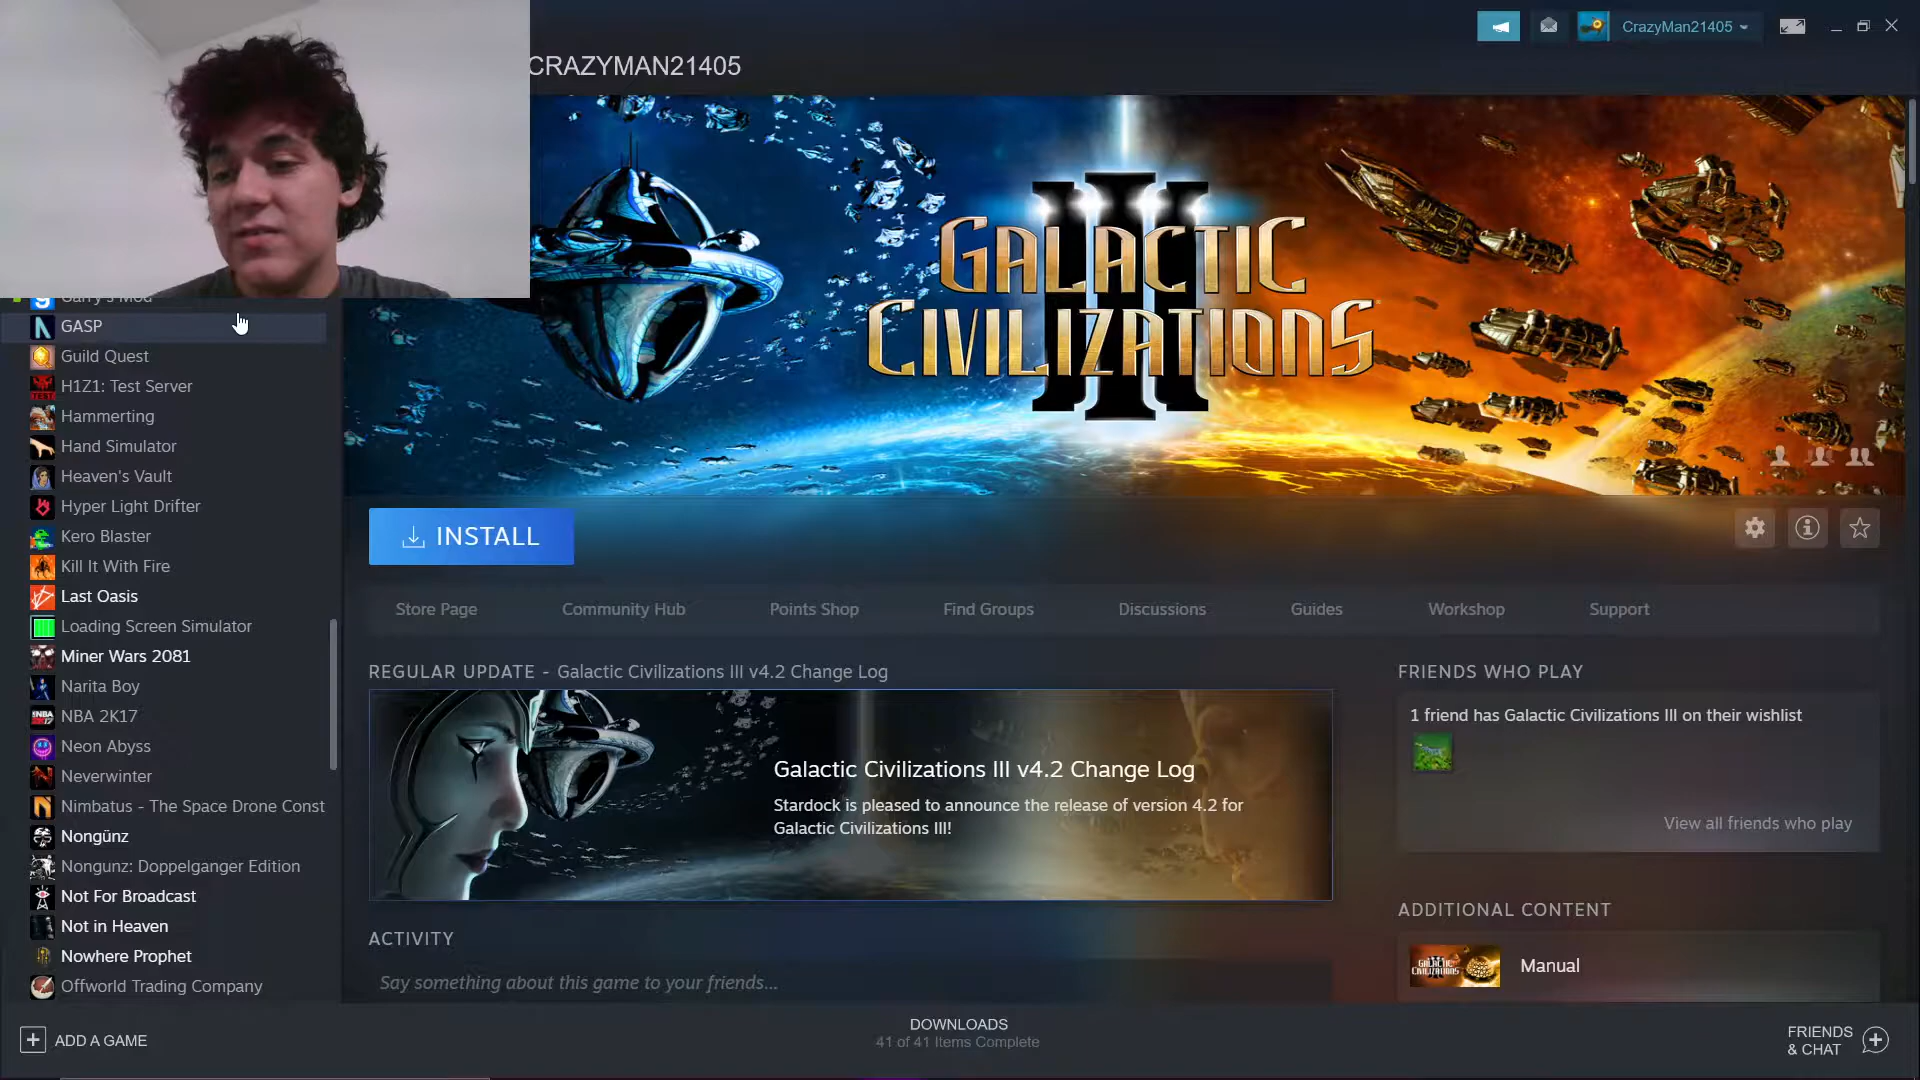 CrazyMan21405
CRAZYMAN21405
GALACTIC
CIVILIZATIONS
III
Garry's Mod
GASP
Guild Quest
H1Z1: Test Server
Hammerting
Hand Simulator
Heaven's Vault
Hyper Light Drifter
Kero Blaster
Kill It With Fire
Last Oasis
Loading Screen Simulator
Miner Wars 2081
Narita Boy
NBA 2K17
Neon Abyss
Neverwinter
Nimbatus - The Space Drone Const
Nongünz
Nongunz: Doppelganger Edition
Not For Broadcast
Not in Heaven
Nowhere Prophet
Offworld Trading Company
INSTALL
Store Page
Community Hub
Points Shop
Find Groups
Discussions
Guides
Workshop
Support
REGULAR UPDATE - Galactic Civilizations III v4.2 Change Log
Galactic Civilizations III v4.2 Change Log
Stardock is pleased to announce the release of version 4.2 for
Galactic Civilizations III!
ACTIVITY
Say something about this game to your friends...
FRIENDS WHO PLAY
1 friend has Galactic Civilizations III on their wishlist
View all friends who play
ADDITIONAL CONTENT
Manual
ADD A GAME
DOWNLOADS
41 of 41 Items Complete
FRIENDS
& CHAT